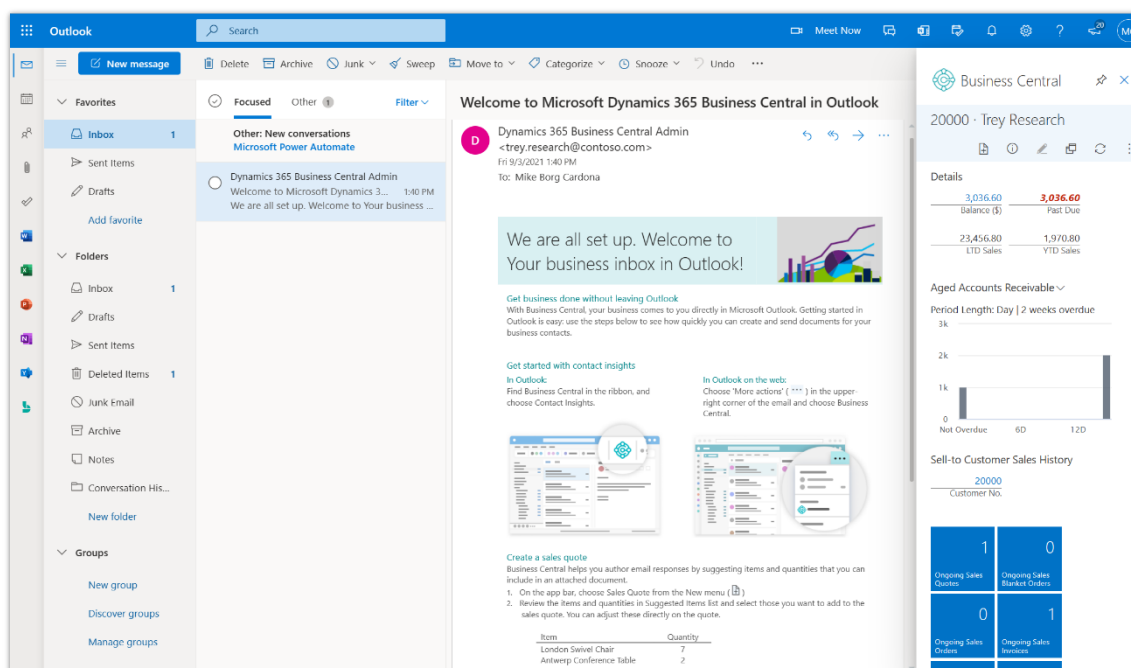 Outlook
Search
Meet Now
20
New message
Delete
Archive
Junk
Sweep
Move to
Categorize
Snooze
Undo
Favorites
Inbox 1
Sent Items
Drafts
Add favorite
Folders
Inbox 1
Drafts
Sent Items
Deleted Items 1
Junk Email
Archive
Notes
Conversation His...
New folder
Groups
New group
Discover groups
Manage groups
Focused Other 1 Filter
Other: New conversations
Microsoft Power Automate
Dynamics 365 Business Central Admin
Welcome to Microsoft Dynamics 3... 1:40 PM
We are all set up. Welcome to Your business ...
Welcome to Microsoft Dynamics 365 Business Central in Outlook
D
Dynamics 365 Business Central Admin
<trey.research@contoso.com>
Fri 9/3/2021 1:40 PM
To: Mike Borg Cardona
We are all set up. Welcome to
Your business inbox in Outlook!
Get business done without leaving Outlook
With Business Central, your business comes to you directly in Microsoft Outlook. Getting started in
Outlook is easy: use the steps below to see how quickly you can create and send documents for your
business contacts.
Get started with contact insights
In Outlook:
Find Business Central in the ribbon, and
choose Contact Insights.
In Outlook on the web:
Choose 'More actions' ( ••• ) in the upper-
right corner of the email and choose Business
Central.
Create a sales quote
Business Central helps you author email responses by suggesting items and quantities that you can
include in an attached document.
1. On the app bar, choose Sales Quote from the New menu ( )
2. Review the items and quantities in Suggested Items list and select those you want to add to the
sales quote. You can adjust these directly on the quote.
Item Quantity
London Swivel Chair 7
Antwerp Conference Table 2
Business Central
20000 · Trey Research
Details
3,036.60 3,036.60
Balance ($) Past Due
23,456.80 1,970.80
LTD Sales YTD Sales
Aged Accounts Receivable
Period Length: Day | 2 weeks overdue
3k
2k
1k
0
Not Overdue 6D 12D
Sell-to Customer Sales History
20000
Customer No.
1
Ongoing Sales
Quotes
0
Ongoing Sales
Blanket Orders
0
Ongoing Sales
Orders
1
Ongoing Sales
Invoices